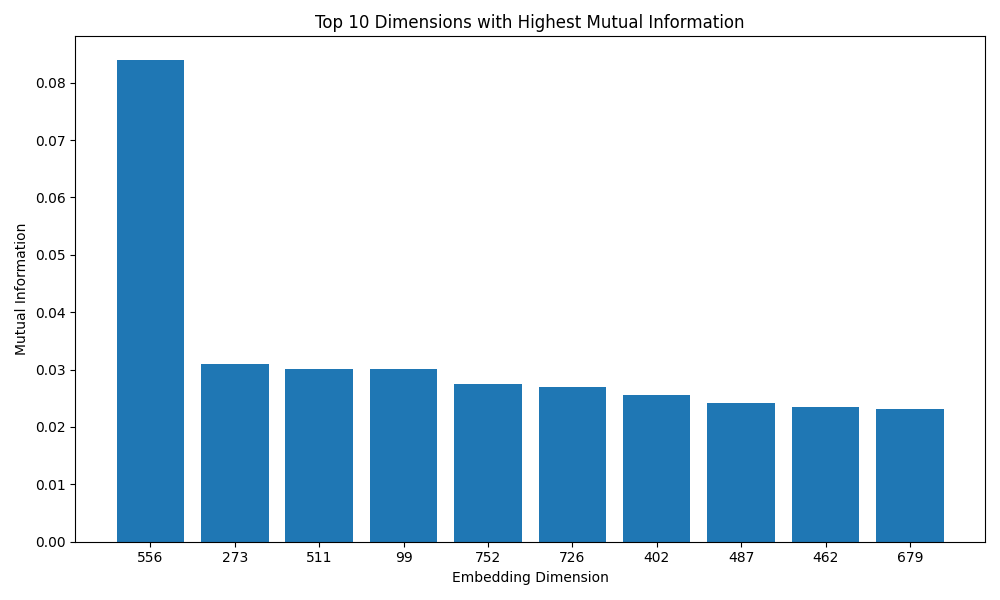 Top 10 Dimensions with Highest Mutual Information
Mutual Information
0.08
0.07
0.06
0.05
0.04
0.03
0.02
0.01
0.00
556 273 511 99 752 726 402 487 462 679
Embedding Dimension